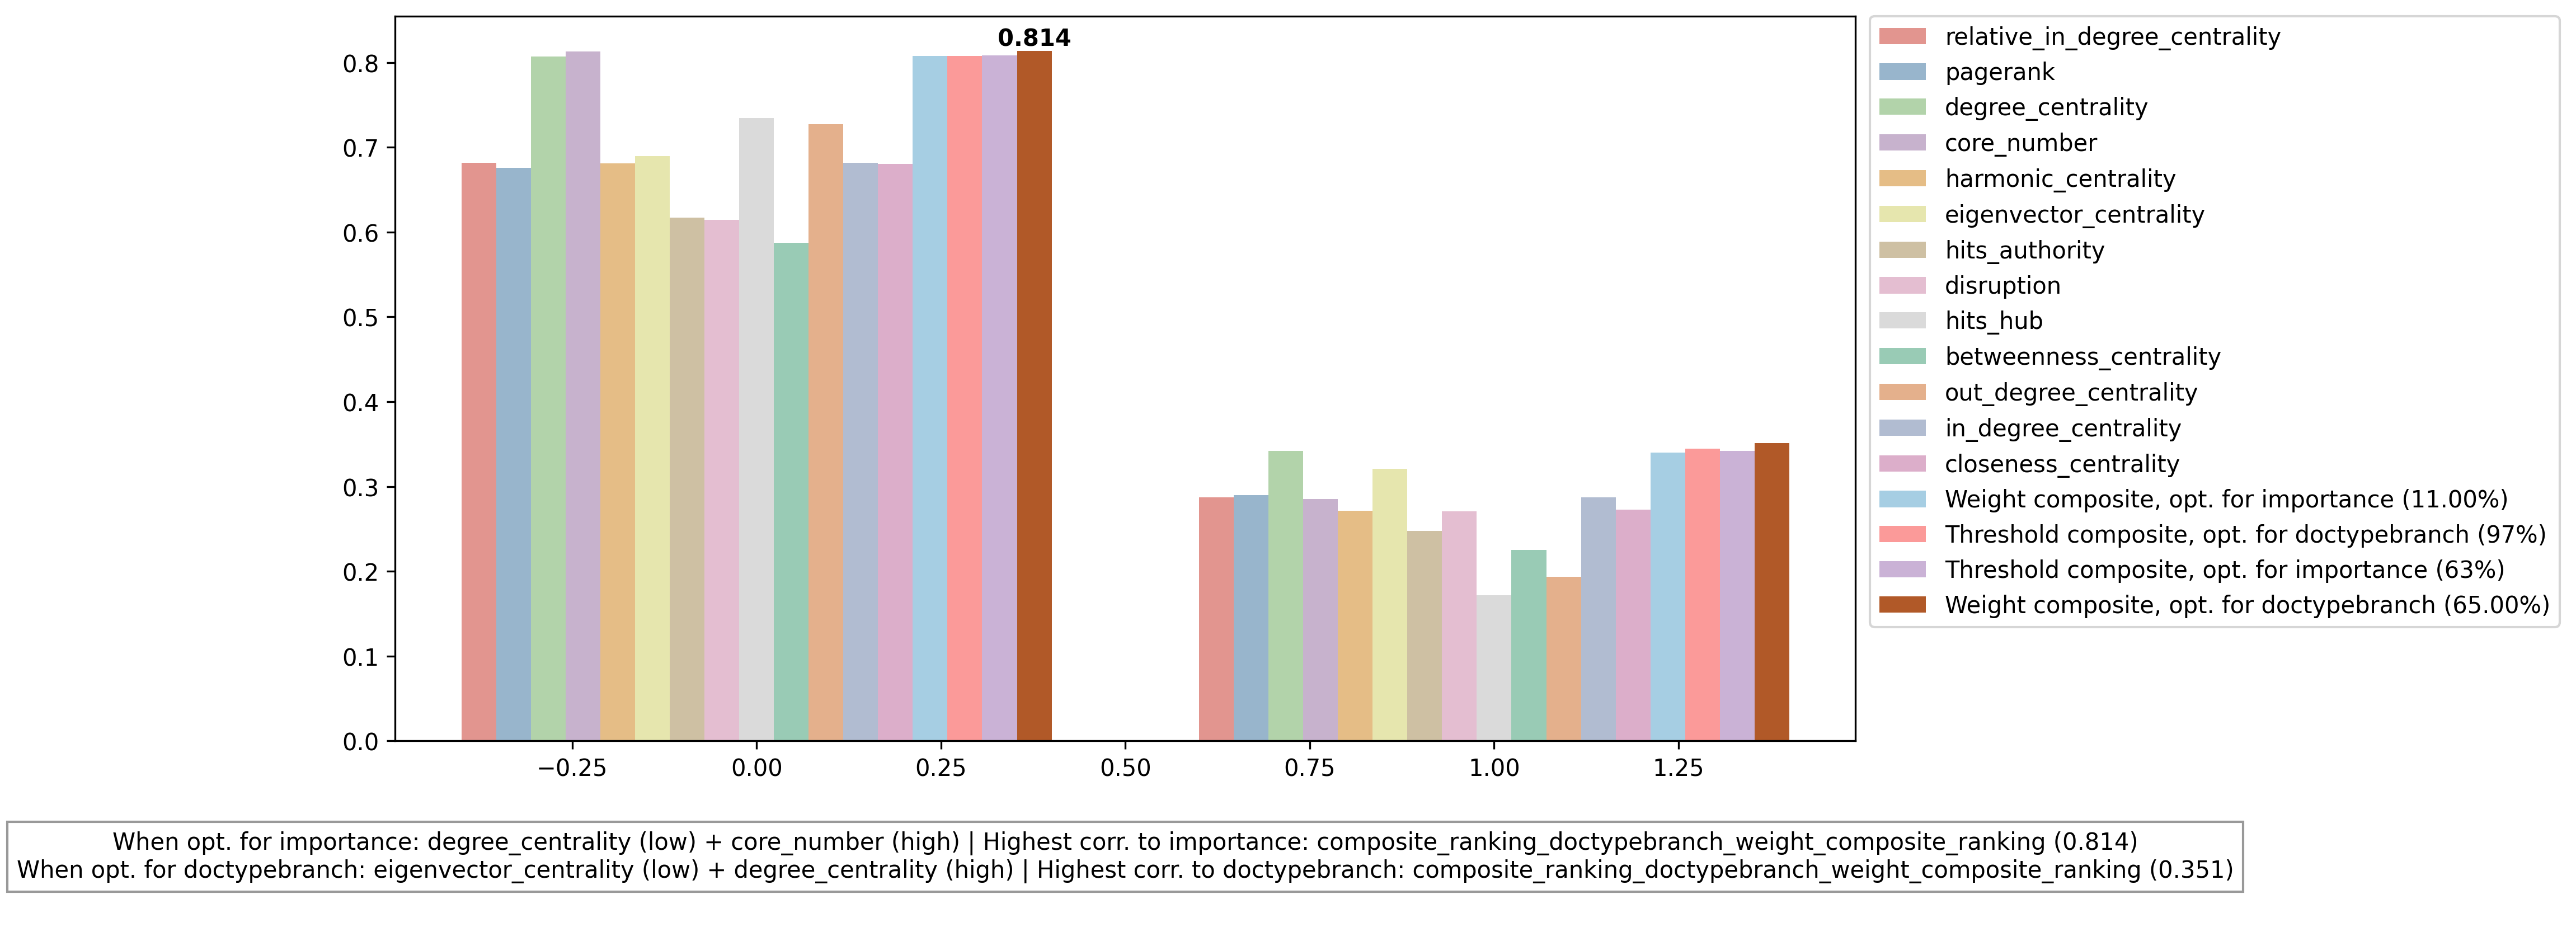 0.814
0.8
0.7
0.6
0.5
0.4
0.3
0.2
0.1
0.0
−0.25 0.00 0.25 0.50 0.75 1.00 1.25
relative_in_degree_centrality
pagerank
degree_centrality
core_number
harmonic_centrality
eigenvector_centrality
hits_authority
disruption
hits_hub
betweenness_centrality
out_degree_centrality
in_degree_centrality
closeness_centrality
Weight composite, opt. for importance (11.00%)
Threshold composite, opt. for doctypebranch (97%)
Threshold composite, opt. for importance (63%)
Weight composite, opt. for doctypebranch (65.00%)
When opt. for importance: degree_centrality (low) + core_number (high) | Highest corr. to importance: composite_ranking_doctypebranch_weight_composite_ranking (0.814)
When opt. for doctypebranch: eigenvector_centrality (low) + degree_centrality (high) | Highest corr. to doctypebranch: composite_ranking_doctypebranch_weight_composite_ranking (0.351)